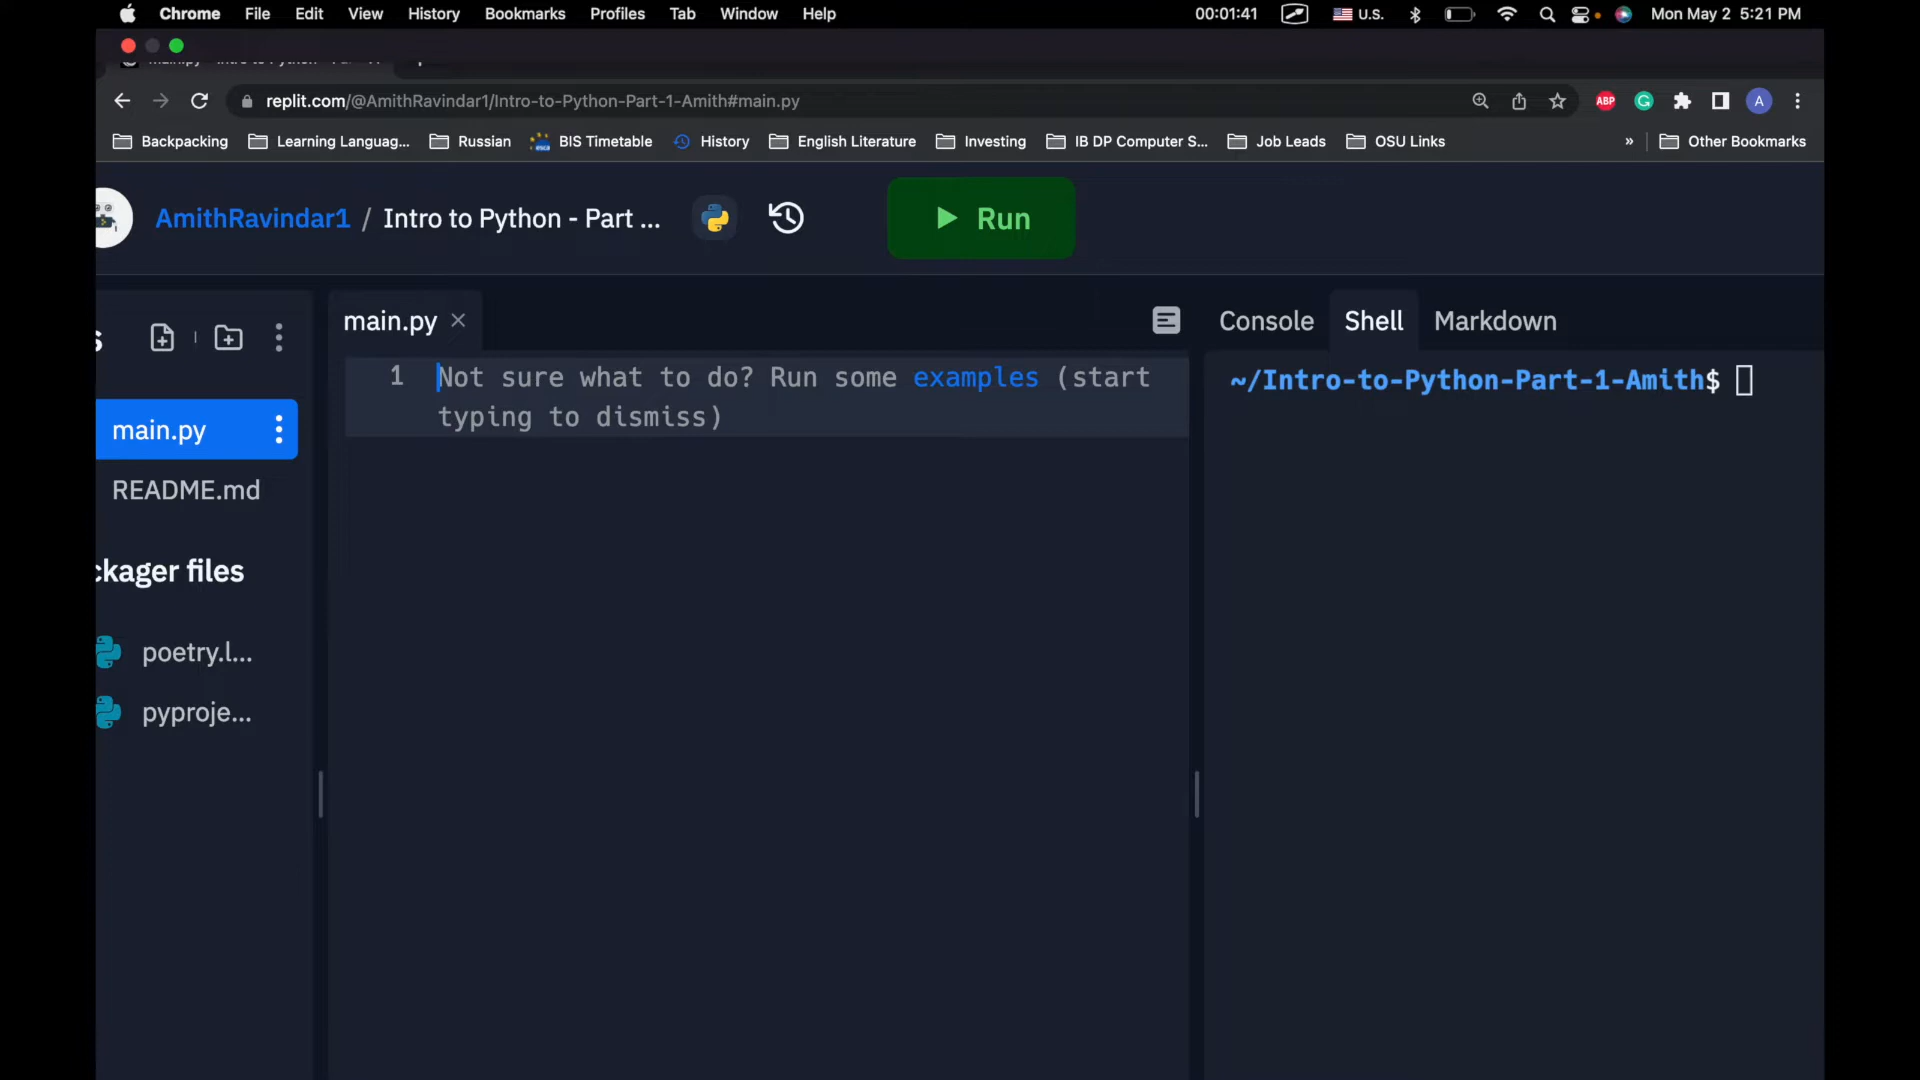 Chrome File Edit View History Bookmarks Profiles Tab Window Help 00:01:41 U.S. Mon May 2 5:21 PM
replit.com/@AmithRavindar1/Intro-to-Python-Part-1-Amith#main.py ABP A
Backpacking Learning Languag... Russian BIS Timetable History English Literature Investing IB DP Computer S... Job Leads OSU Links » Other Bookmarks
AmithRavindar1 / Intro to Python - Part ... Run
main.py Console Shell Markdown
1 Not sure what to do? Run some examples (start
typing to dismiss)
~/Intro-to-Python-Part-1-Amith$
main.py
README.md
ckager files
poetry.l...
pyproje...